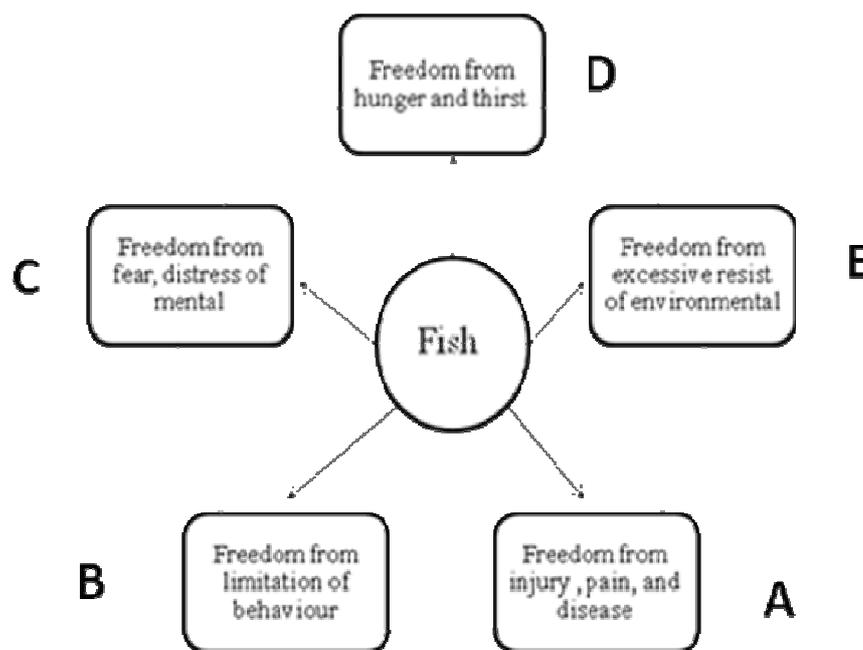 Freedom from
hunger and thirst
D
C
Freedom from
fear, distress of
mental
Freedom from
excessive resist
of environmental
E
Fish
B
Freedom from
limitation of
behaviour
Freedom from
injury ,pain, and
disease
A